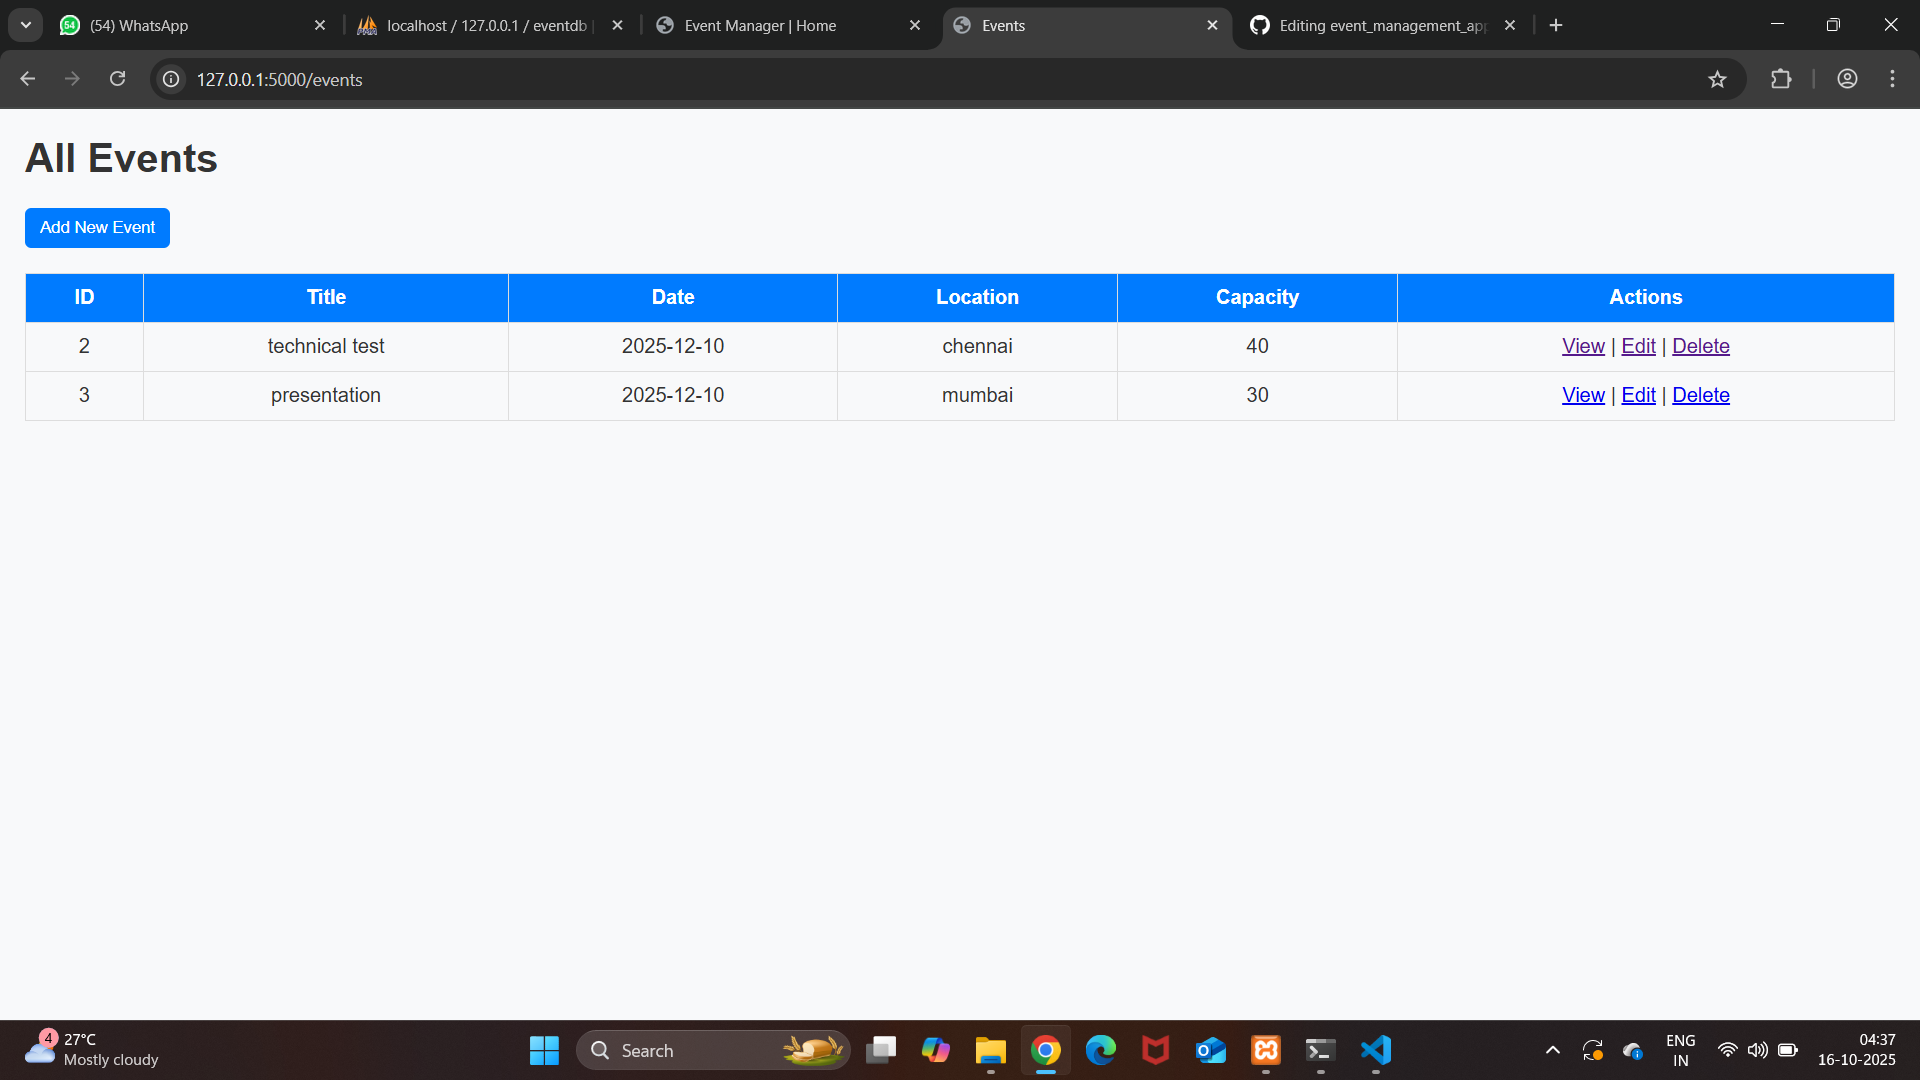 54
(54) WhatsApp
localhost / 127.0.0.1 / eventdb |
Event Manager | Home
Events
Editing event_management_app
127.0.0.1:5000/events
All Events
Add New Event
ID Title Date Location Capacity Actions
2 technical test 2025-12-10 chennai 40 View | Edit | Delete
3 presentation 2025-12-10 mumbai 30 View | Edit | Delete
4
27°C
Mostly cloudy
Search
ENG
IN
04:37
16-10-2025